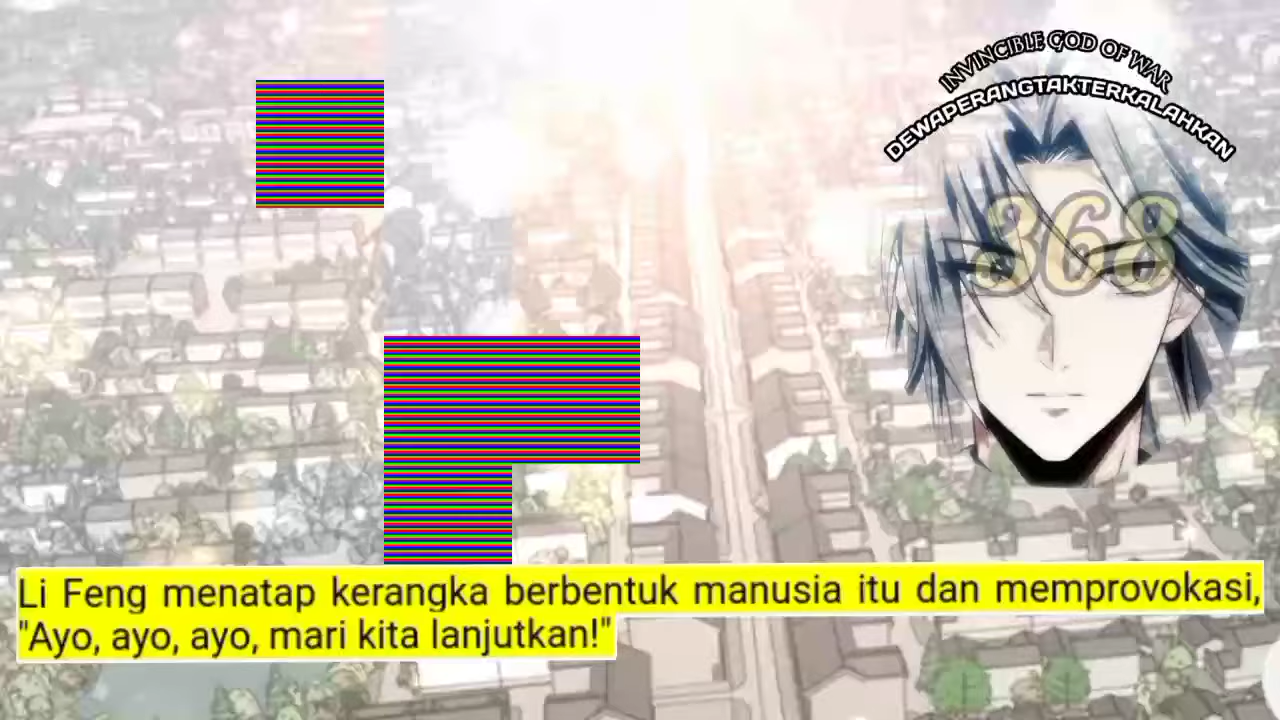 INVINCIBLE GOD OF WAR
DEWAPERANGTAKTERKALAHKAN
368
Li Feng menatap kerangka berbentuk manusia itu dan memprovokasi,
"Ayo, ayo, ayo, mari kita lanjutkan!"